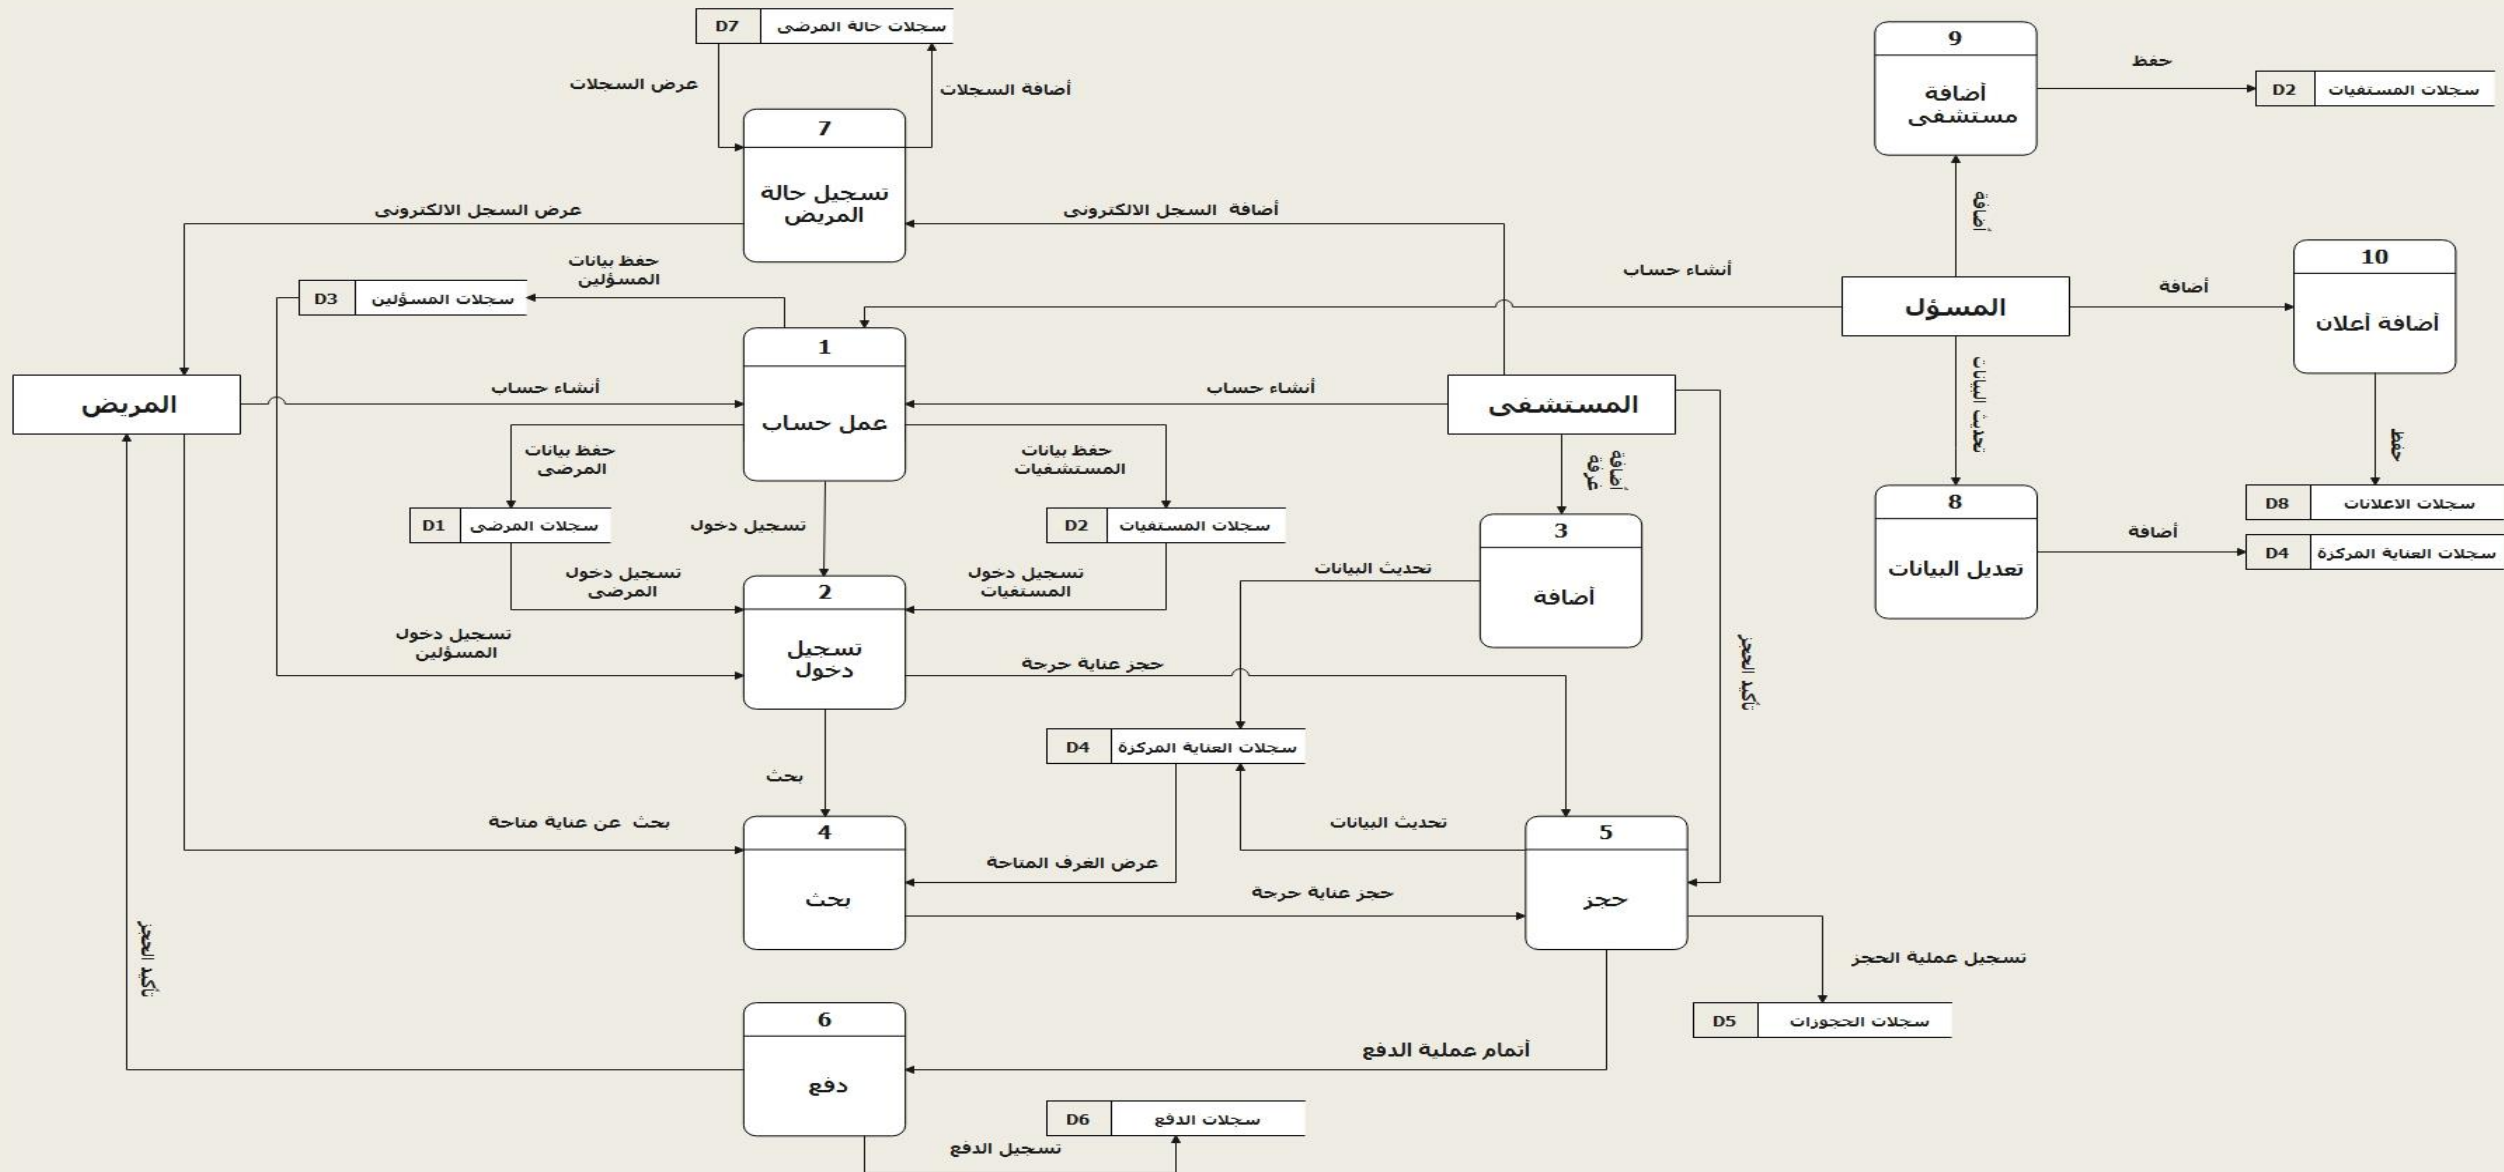 D7
سجلات حالة المرضى
عرض السجلات
أضافة السجلات
7
تسجيل حالة
المريض
عرض السجل الالكترونى
أضافة السجل الالكترونى
9
أضافة
مستشفى
حفظ
D2
سجلات المستفيات
أضافة
10
أضافة أعلان
أضافة
المسؤل
أنشاء حساب
حفظ بيانات
المسؤلين
D3
سجلات المسؤلين
1
عمل حساب
المريض
أنشاء حساب
أنشاء حساب
المستشفى
تحديث البيانات
حفظ
حفظ بيانات
المرضى
حفظ بيانات
المستشفيات
أضافة
غرفة
D1
سجلات المرضى
تسجيل دخول
D2
سجلات المستفيات
3
أضافة
8
تعديل البيانات
D8
سجلات الاعلانات
أضافة
D4
سجلات العناية المركزة
تسجيل دخول
المرضى
2
تسجيل
دخول
تسجيل دخول
المستفيات
تحديث البيانات
تسجيل دخول
المسؤلين
حجز عناية حرجة
تأكيد الحجز
D4
سجلات العناية المركزة
بحث
بحث عن عناية متاحة
4
بحث
تحديث البيانات
5
حجز
عرض الغرف المتاحة
حجز عناية حرجة
تأكيد الحجز
تسجيل عملية الحجز
D5
سجلات الحجوزات
6
دفع
أتمام عملية الدفع
D6
سجلات الدفع
تسجيل الدفع